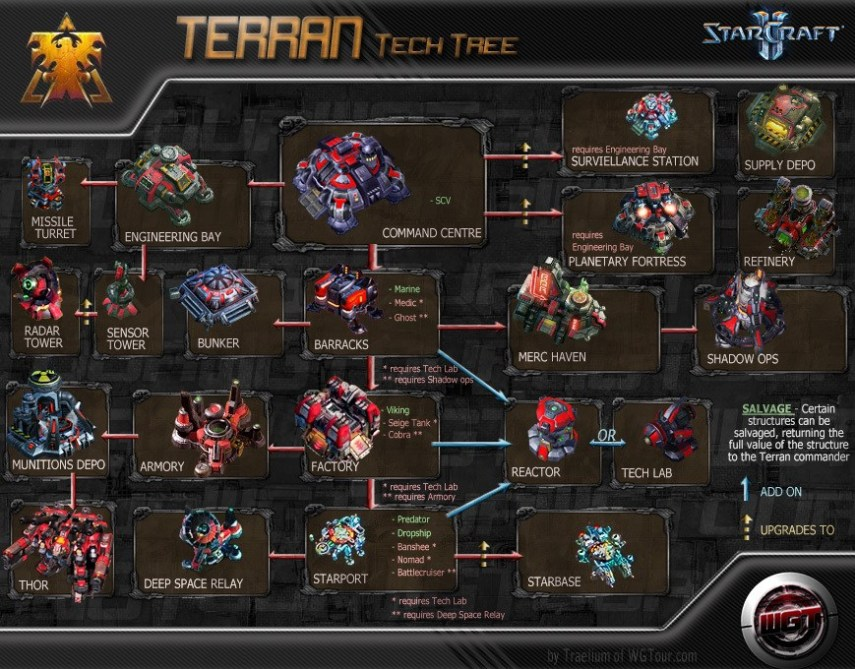 TERRAN TECH TREE
STARCRAFT II
requires Engineering Bay
SURVIELLANCE STATION
SUPPLY DEPO
MISSILE
TURRET
ENGINEERING BAY
- SCV
COMMAND CENTRE
requires
Engineering Bay
PLANETARY FORTRESS
REFINERY
RADAR
TOWER
SENSOR
TOWER
BUNKER
BARRACKS
- Marine
- Medic *
- Ghost **
MERC HAVEN
SHADOW OPS
* requires Tech Lab
** requires Shadow ops
MUNITIONS DEPO
ARMORY
FACTORY
- Viking
- Seige Tank *
- Cobra **
REACTOR
OR
TECH LAB
SALVAGE - Certain
structures can be
salvaged, returning the
full value of the structure
to the Terran commander
* requires Tech Lab
** requires Armory
ADD ON
UPGRADES TO
THOR
DEEP SPACE RELAY
STARPORT
- Predator
- Dropship
- Banshee *
- Nomad *
- Battlecruiser **
STARBASE
* requires Tech Lab
** requires Deep Space Relay
WGT
by Traelium of WGTour.com